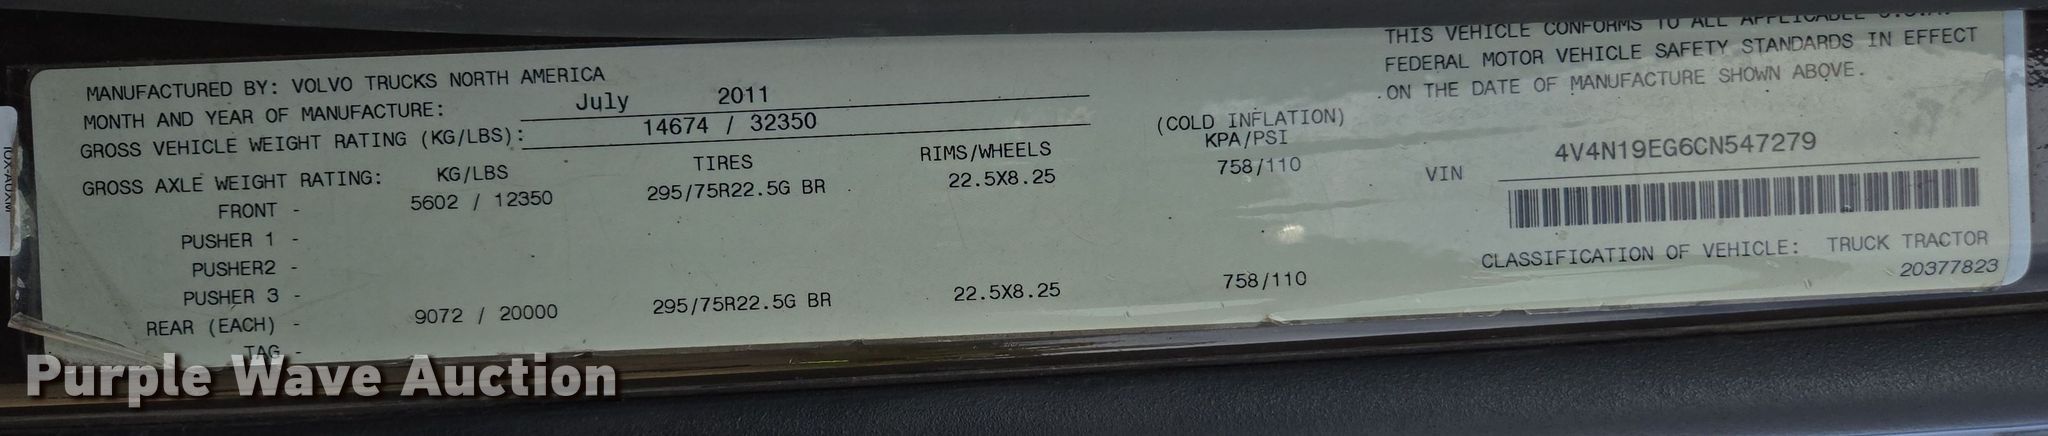 MANUFACTURED BY: VOLVO TRUCKS NORTH AMERICA
MONTH AND YEAR OF MANUFACTURE: July 2011
GROSS VEHICLE WEIGHT RATING (KG/LBS): 14674 / 32350
GROSS AXLE WEIGHT RATING: KG/LBS TIRES RIMS/WHEELS (COLD INFLATION) KPA/PSI
FRONT - 5602 / 12350 295/75R22.5G BR 22.5X8.25 758/110
PUSHER 1 -
PUSHER2 -
PUSHER 3 -
REAR (EACH) - 9072 / 20000 295/75R22.5G BR 22.5X8.25 758/110
TAG -
THIS VEHICLE CONFORMS TO ALL APPLICABLE U.S.A.
FEDERAL MOTOR VEHICLE SAFETY STANDARDS IN EFFECT
ON THE DATE OF MANUFACTURE SHOWN ABOVE.
VIN 4V4N19EG6CN547279
CLASSIFICATION OF VEHICLE: TRUCK TRACTOR
20377823
Purple Wave Auction